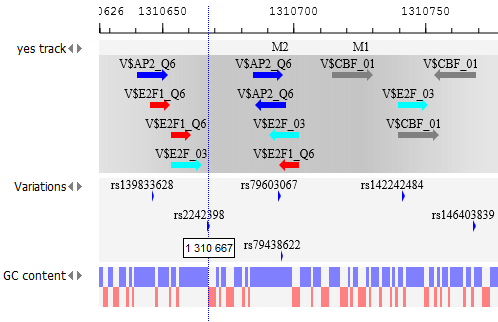 0626 1310650 1310700 1310750
yes track M2 M1
V$AP2_Q6 V$AP2_Q6 V$CBF_01 V$CBF_01
V$E2F1_Q6 V$AP2_Q6 V$E2F_03
V$E2F1_Q6 V$E2F_03 V$CBF_01
V$E2F_03 V$E2F1_Q6
Variations rs139833628 rs79603067 rs142242484
rs2242398 rs146403839
1 310 667 rs79438622
GC content